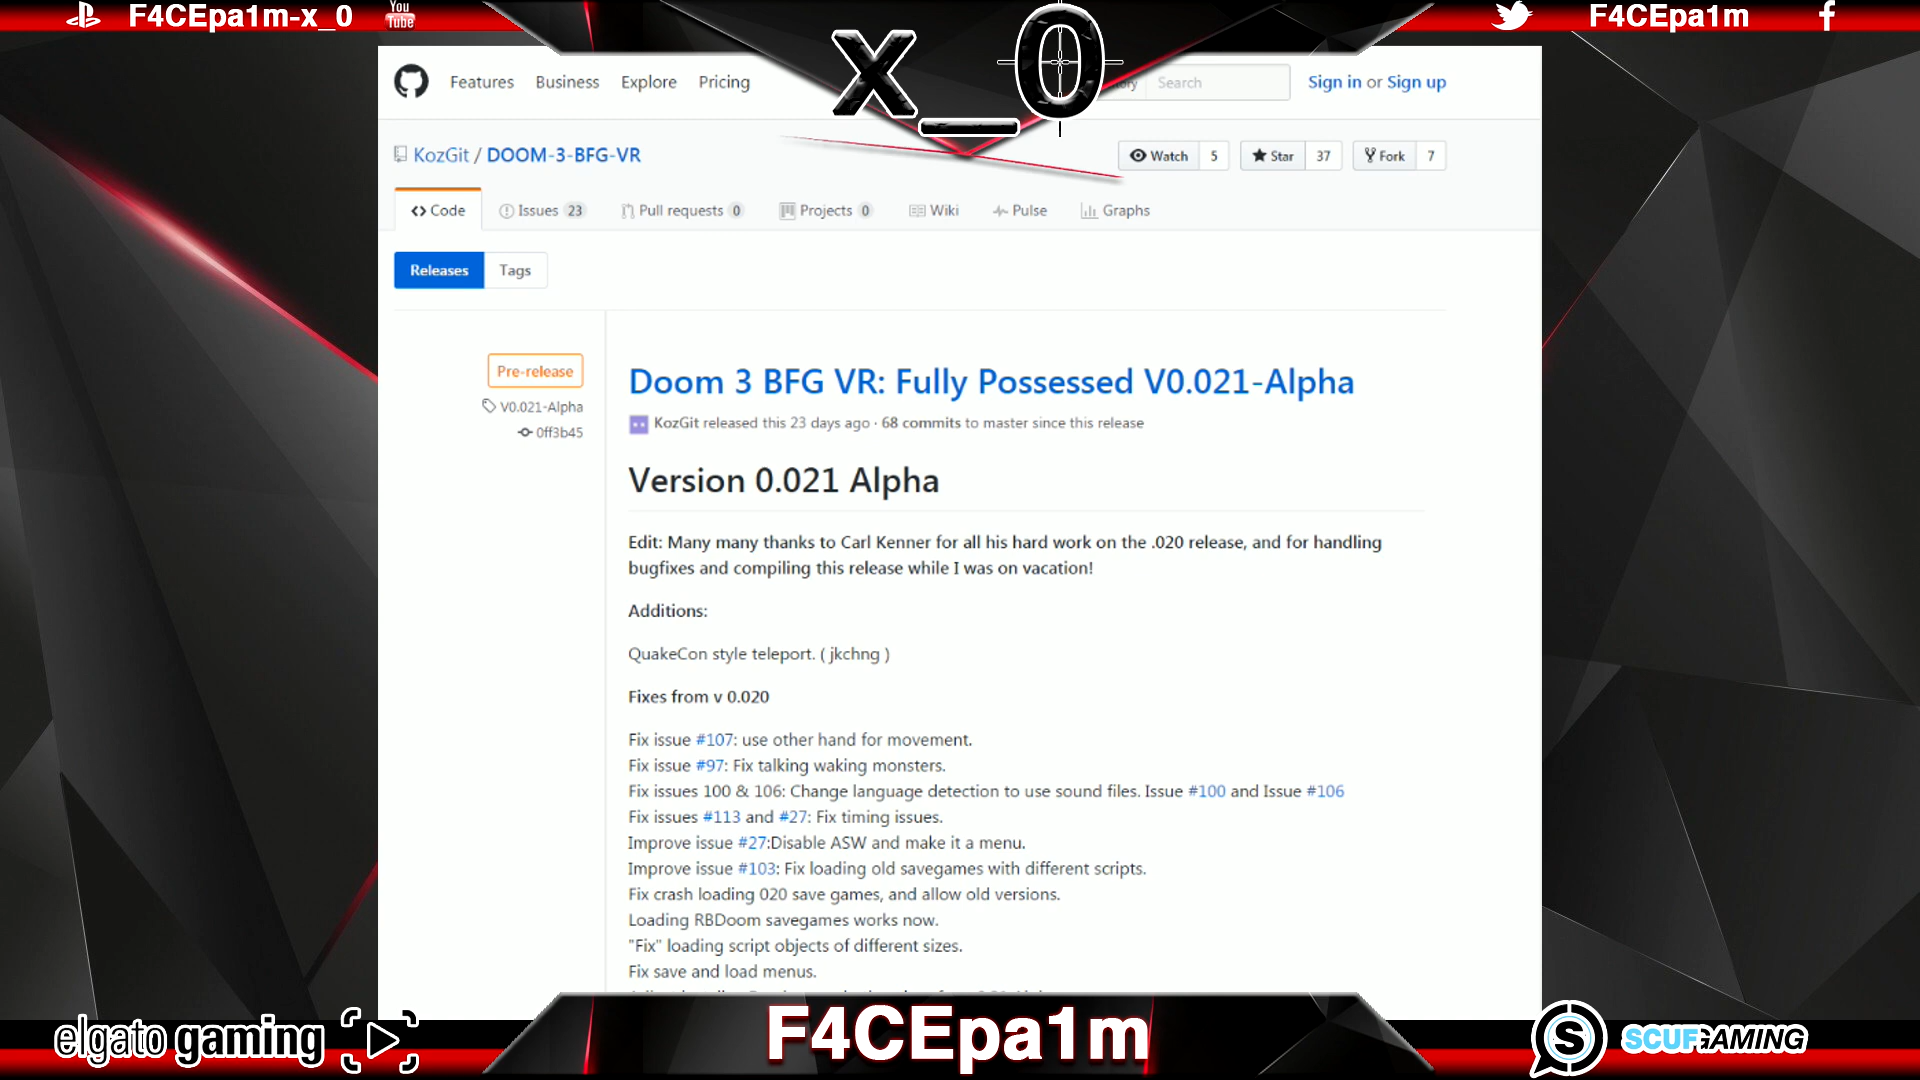 F4CEpa1m-x_0
You
Tube
x_0
F4CEpa1m
f
Features Business Explore Pricing
Search
Sign in or Sign up
KozGit / DOOM-3-BFG-VR
Watch 5
Star 37
Fork 7
Code
Issues 23
Pull requests 0
Projects 0
Wiki
Pulse
Graphs
Releases
Tags
Pre-release
V0.021-Alpha
0ff3b45
Doom 3 BFG VR: Fully Possessed V0.021-Alpha
KozGit released this 23 days ago · 68 commits to master since this release
Version 0.021 Alpha
Edit: Many many thanks to Carl Kenner for all his hard work on the .020 release, and for handling
bugfixes and compiling this release while I was on vacation!
Additions:
QuakeCon style teleport. ( jkchng )
Fixes from v 0.020
Fix issue #107: use other hand for movement.
Fix issue #97: Fix talking waking monsters.
Fix issues 100 & 106: Change language detection to use sound files. Issue #100 and Issue #106
Fix issues #113 and #27: Fix timing issues.
Improve issue #27:Disable ASW and make it a menu.
Improve issue #103: Fix loading old savegames with different scripts.
Fix crash loading 020 save games, and allow old versions.
Loading RBDoom savegames works now.
"Fix" loading script objects of different sizes.
Fix save and load menus.
elgato gaming
F4CEpa1m
S
SCUFGAMING